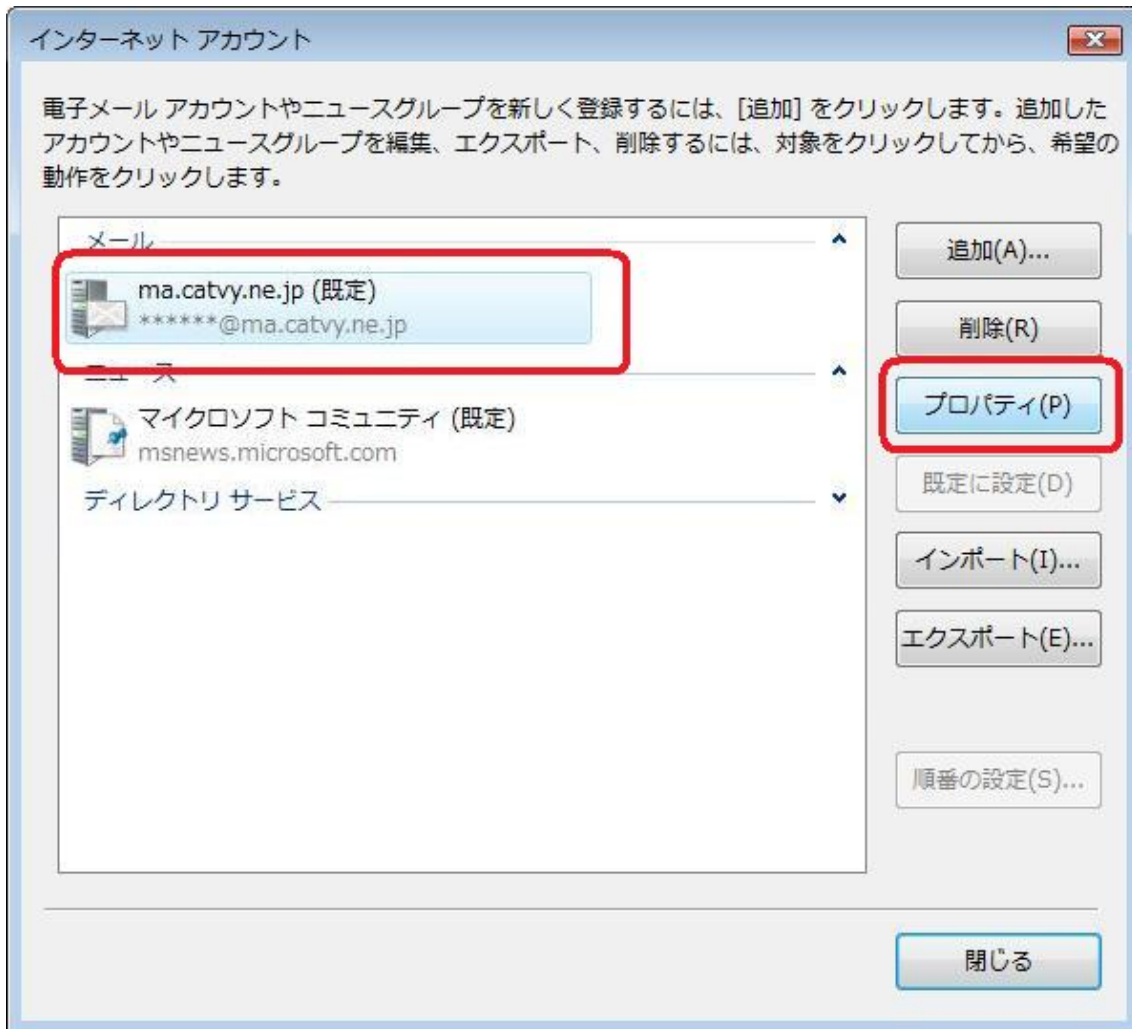 インターネット アカウント
電子メール アカウントやニュースグループを新しく登録するには、[追加] をクリックします。追加した
アカウントやニュースグループを編集、エクスポート、削除するには、対象をクリックしてから、希望の
動作をクリックします。
メール
ma.catvy.ne.jp (既定)
******@ma.catvy.ne.jp
ニュース
マイクロソフト コミュニティ (既定)
msnews.microsoft.com
ディレクトリ サービス
追加(A)...
削除(R)
プロパティ(P)
既定に設定(D)
インポート(I)...
エクスポート(E)...
順番の設定(S)...
閉じる